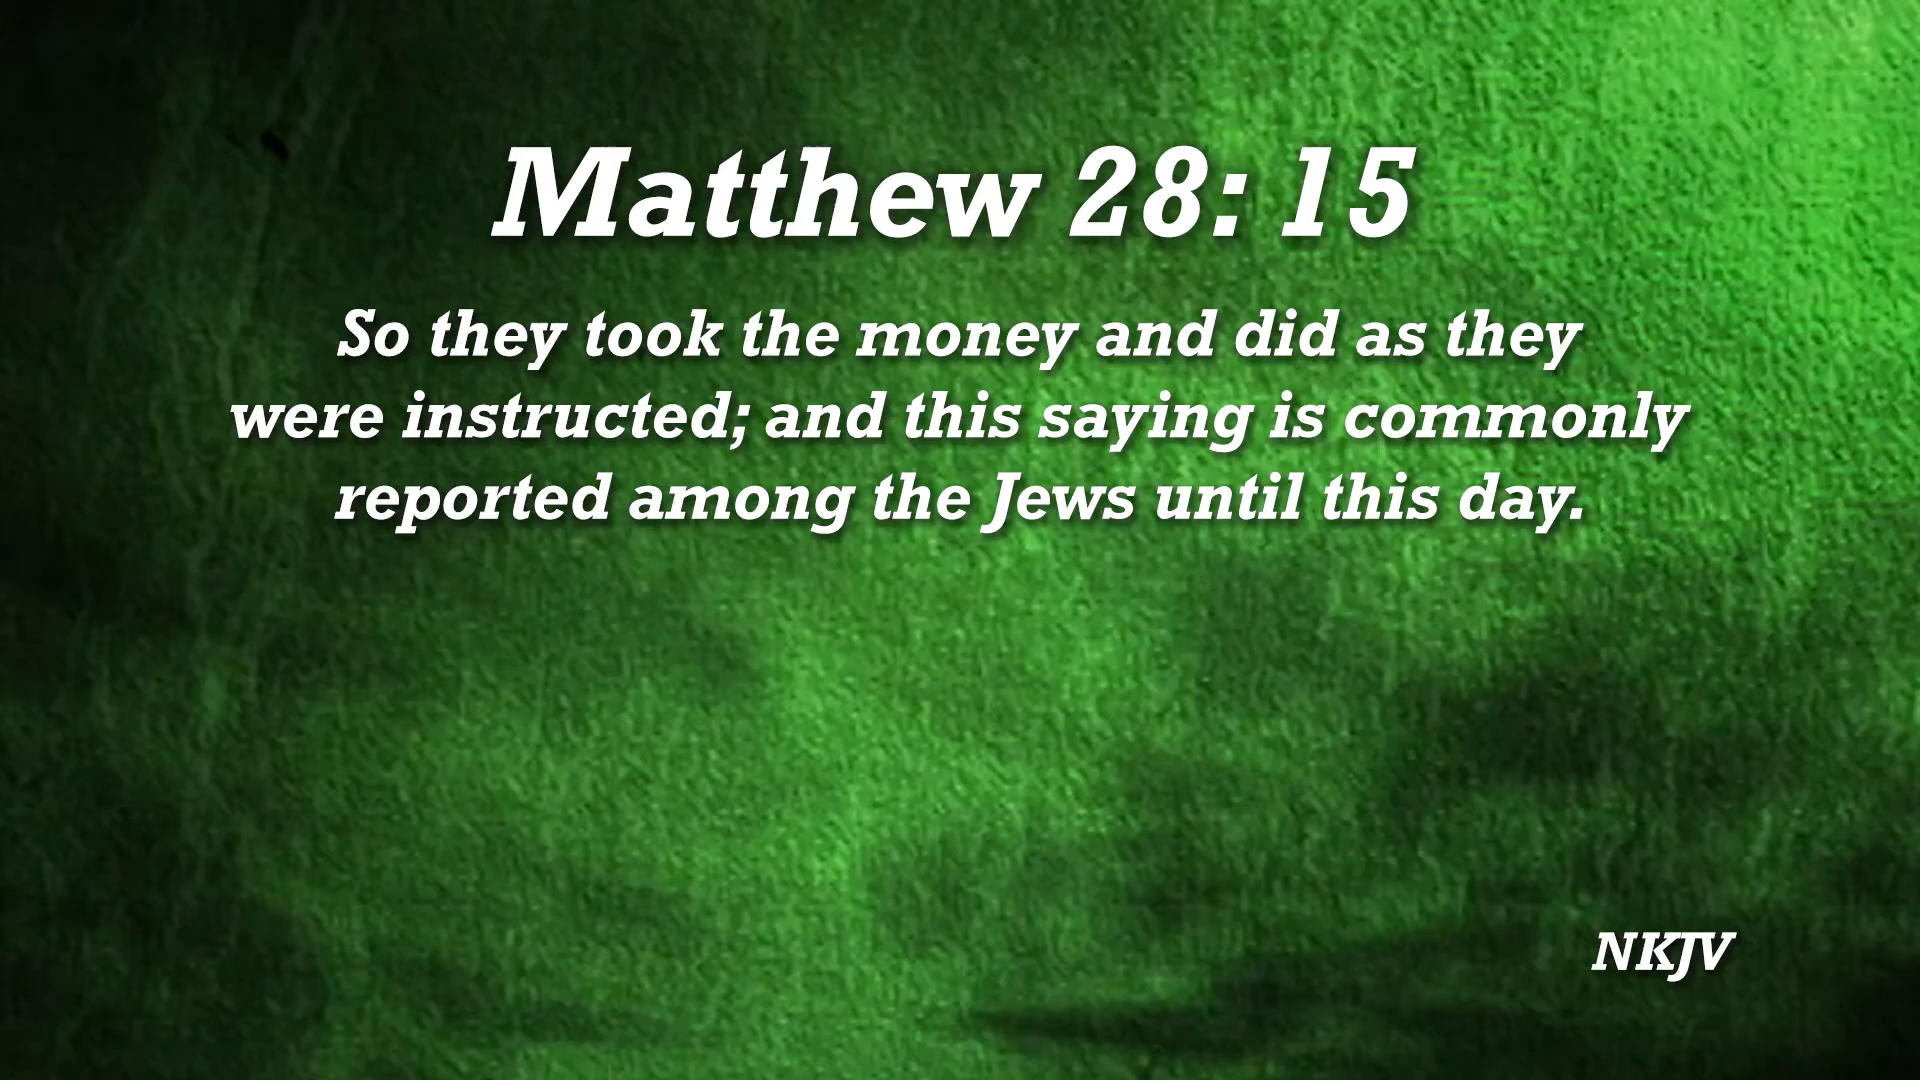 Matthew 28: 15
So they took the money and did as they
were instructed; and this saying is commonly
reported among the Jews until this day.
NKJV